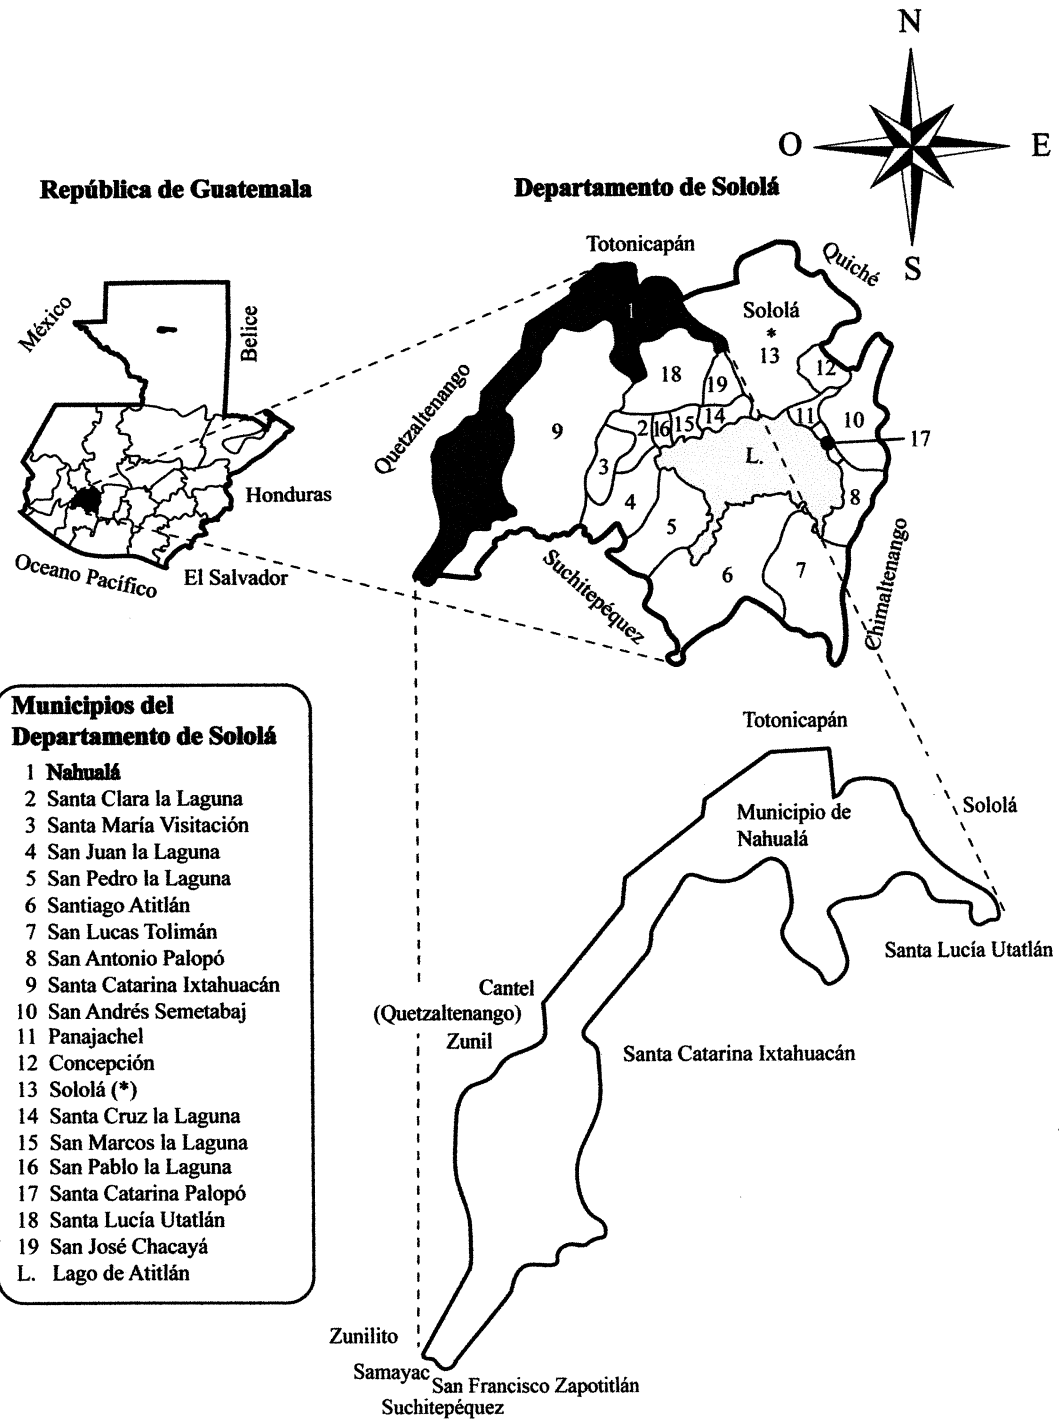 N
O
E
S
República de Guatemala
Departamento de Sololá
Totonicapán
Quiché
México
Belice
Quetzaltenango
Honduras
Oceano Pacífico
El Salvador
Suchitepéquez
Chimaltenango
1
Sololá
*
13
12
18
19
10
11
17
9
2
16
15
14
L.
3
4
5
8
6
7
Municipios del
Departamento de Sololá
1 Nahualá
2 Santa Clara la Laguna
3 Santa María Visitación
4 San Juan la Laguna
5 San Pedro la Laguna
6 Santiago Atitlán
7 San Lucas Tolimán
8 San Antonio Palopó
9 Santa Catarina Ixtahuacán
10 San Andrés Semetabaj
11 Panajachel
12 Concepción
13 Sololá (*)
14 Santa Cruz la Laguna
15 San Marcos la Laguna
16 San Pablo la Laguna
17 Santa Catarina Palopó
18 Santa Lucía Utatlán
19 San José Chacayá
L. Lago de Atitlán
Totonicapán
Municipio de
Nahualá
Sololá
Santa Lucía Utatlán
Cantel
(Quetzaltenango)
Zunil
Santa Catarina Ixtahuacán
Zunilito
Samayac
San Francisco Zapotitlán
Suchitepéquez